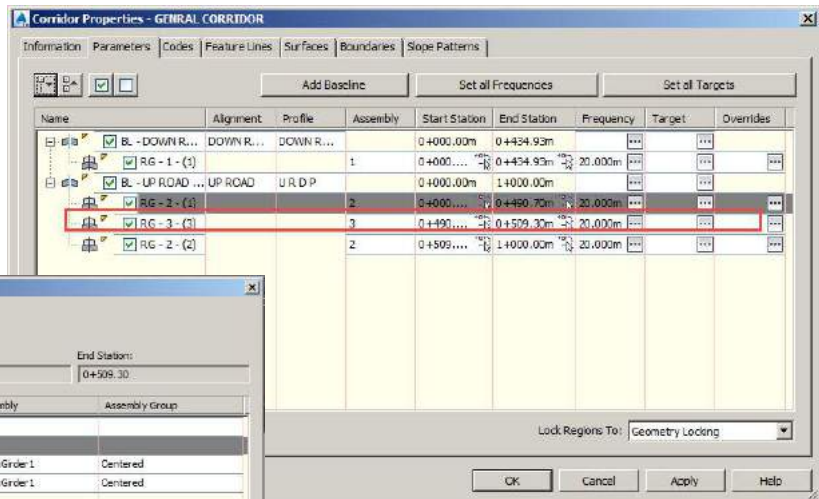 Corridor Properties - GENRAL CORRIDOR
Information Parameters Codes Feature Lines Surfaces Boundaries Slope Patterns
Add Baseline Set all Frequences Set all Targets
Name Alignment Profile Assembly Start Station End Station Frequency Target Overrides
BL - DOWN R... DOWN R... DOWN R... 0+000.00m 0+434.93m
RG - 1 - (1) 1 0+000.... 0+434.93m 20.000m
BL - UP ROAD ... UP ROAD U R D P 0+000.00m 1+000.00m
RG - 2 - (1) 2 0+000.... 0+490.70m 20.000m
RG - 3 - (3) 3 0+490.... 0+509.30m 20.000m
RG - 2 - (2) 2 0+509.... 1+000.00m 20.000m
End Station:
0+509.30
mbly Assembly Group
Girder1 Centered
Girder1 Centered
Lock Regions To: Geometry Locking
OK Cancel Apply Help